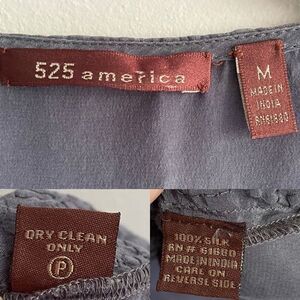 525 america
M
MADE IN
INDIA
RN61880
DRY CLEAN
ONLY
P
100% SILK
RN# 61880
MADE IN INDIA
CARE ON
REVERSE SIDE